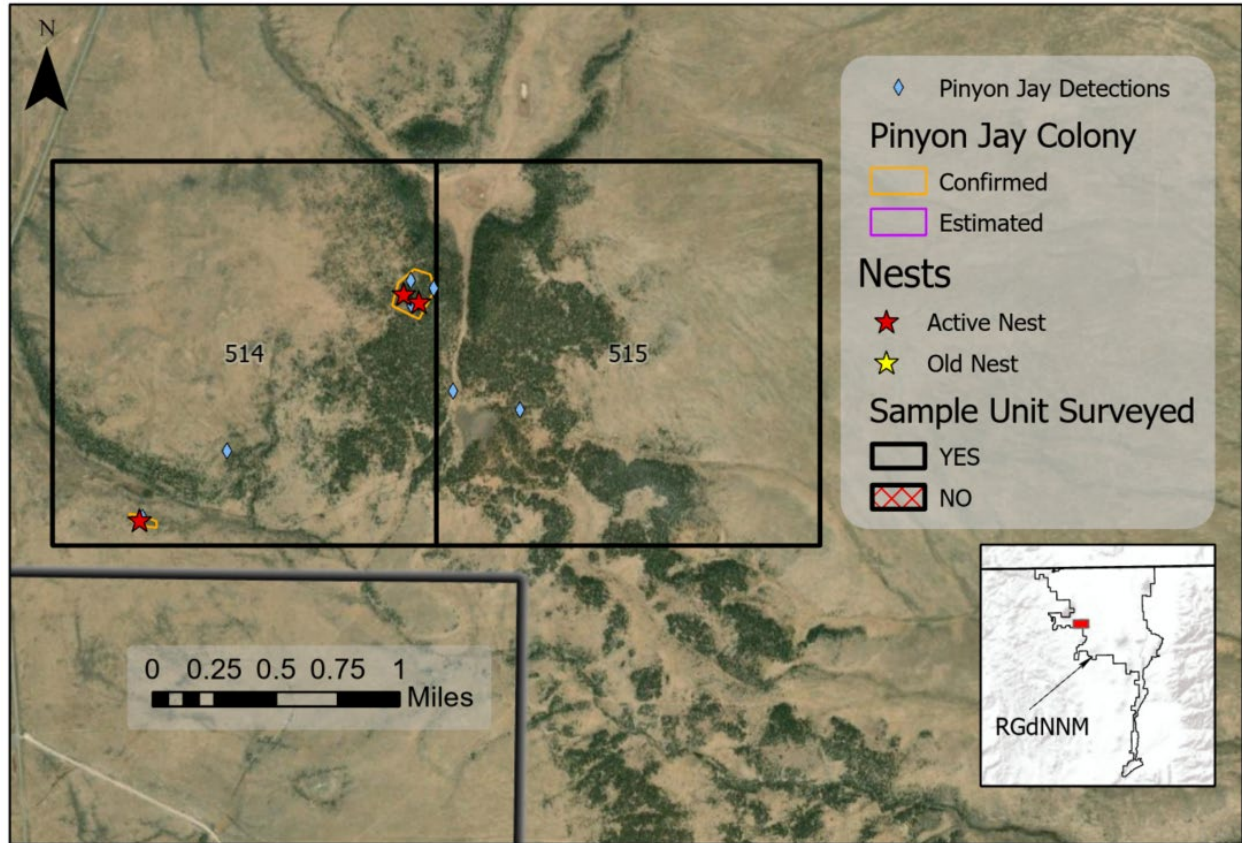 N
Pinyon Jay Detections
Pinyon Jay Colony
Confirmed
Estimated
Nests
Active Nest
Old Nest
Sample Unit Surveyed
YES
NO
514
515
0 0.25 0.5 0.75 1
Miles
RGdNNM